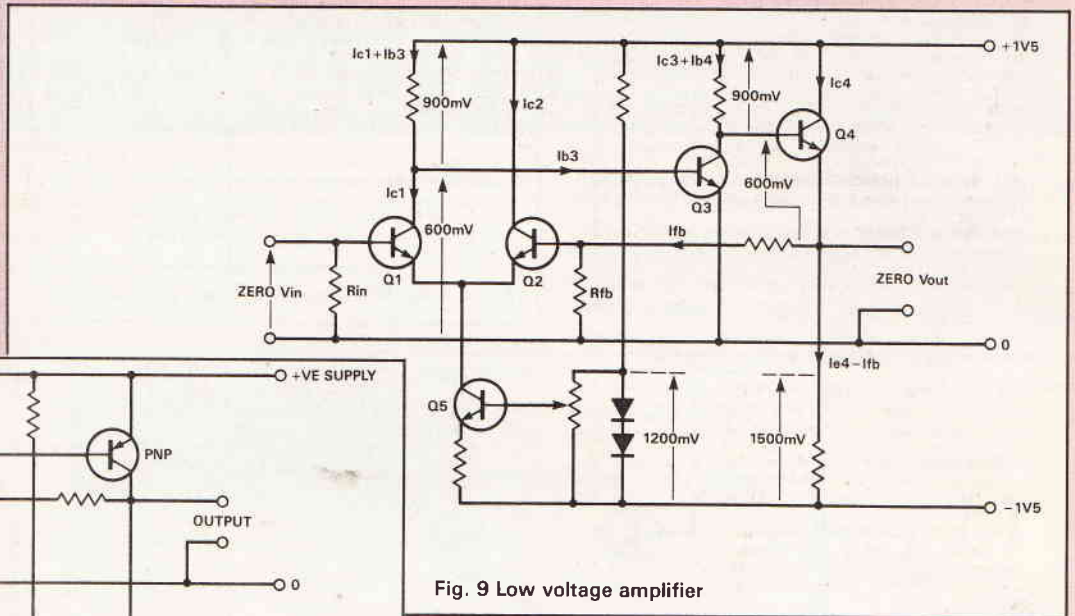 +1V5
Ic1+Ib3
900mV
Ic2
Ic3+Ib4
900mV
Ic4
Q4
Ib3
600mV
Ic1
Q3
600mV
Ifb
Q1
Q2
ZERO Vin
Rin
Rfb
ZERO Vout
0
Ie4-Ifb
Q5
1200mV
1500mV
-1V5
+VE SUPPLY
PNP
OUTPUT
0
Fig. 9 Low voltage amplifier